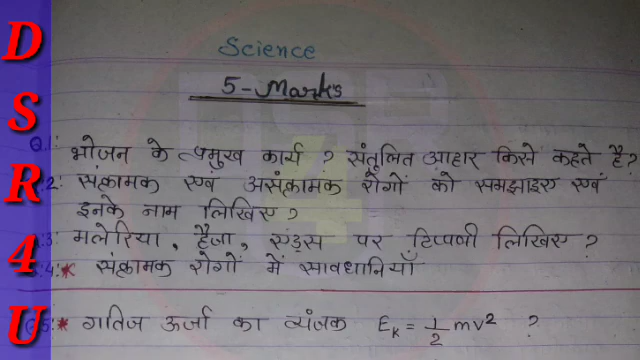 DSR4U
Science
5-Marks
Q.1: भोजन के प्रमुख कार्य ? संतुलित आहार किसे कहते है?
Q.2: संक्रामक एवं असंक्रामक रोगों को समझाइए एवं
इनके नाम लिखिए ?
Q.3 मलेरिया, हैजा, एड्स पर टिप्पणी लिखिए ?
Q.4:* संक्रामक रोगों में सावधानियाँ
Q.5:* गतिज ऊर्जा का व्यंजक Eₖ = 1/2 mv² ?